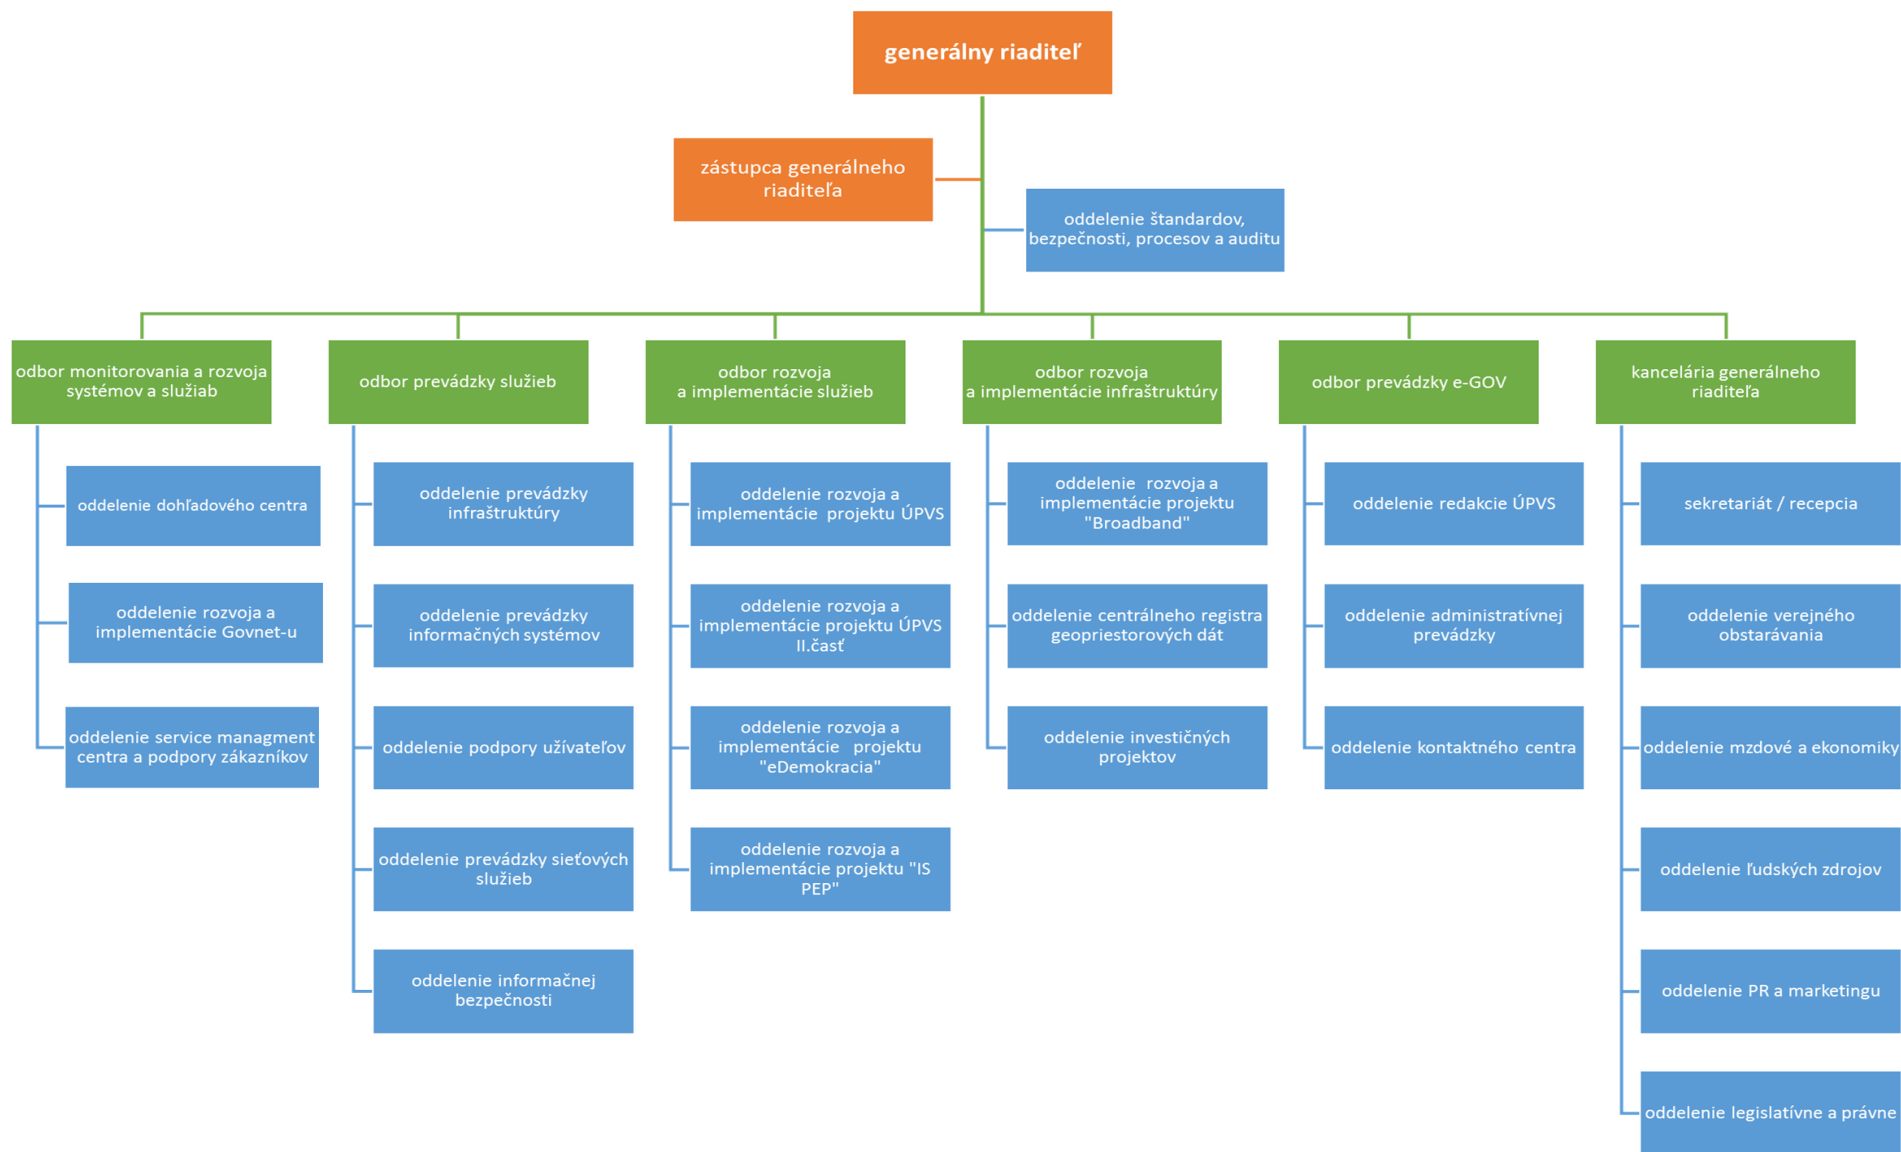 generálny riaditeľ
zástupca generálneho
riaditeľa
oddelenie štandardov,
bezpečnosti, procesov a auditu
odbor monitorovania a rozvoja
systémov a služiab
odbor prevádzky služieb
odbor rozvoja
a implementácie služieb
odbor rozvoja
a implementácie infraštruktúry
odbor prevádzky e-GOV
kancelária generálneho
riaditeľa
oddelenie dohľadového centra
oddelenie rozvoja a
implementácie Govnet-u
oddelenie service managment
centra a podpory zákazníkov
oddelenie prevádzky
infraštruktúry
oddelenie prevádzky
informačných systémov
oddelenie podpory užívateľov
oddelenie prevádzky sieťových
služieb
oddelenie informačnej
bezpečnosti
oddelenie rozvoja a
implementácie projektu ÚPVS
oddelenie rozvoja a
implementácie projektu ÚPVS
II.časť
oddelenie rozvoja a
implementácie projektu
"eDemokracia"
oddelenie rozvoja a
implementácie projektu "IS
PEP"
oddelenie rozvoja a
implementácie projektu
"Broadband"
oddelenie centrálneho registra
geopriestorových dát
oddelenie investičných
projektov
oddelenie redakcie ÚPVS
oddelenie administratívnej
prevádzky
oddelenie kontaktného centra
sekretariát / recepcia
oddelenie verejného
obstarávania
oddelenie mzdové a ekonomiky
oddelenie ľudských zdrojov
oddelenie PR a marketingu
oddelenie legislatívne a právne